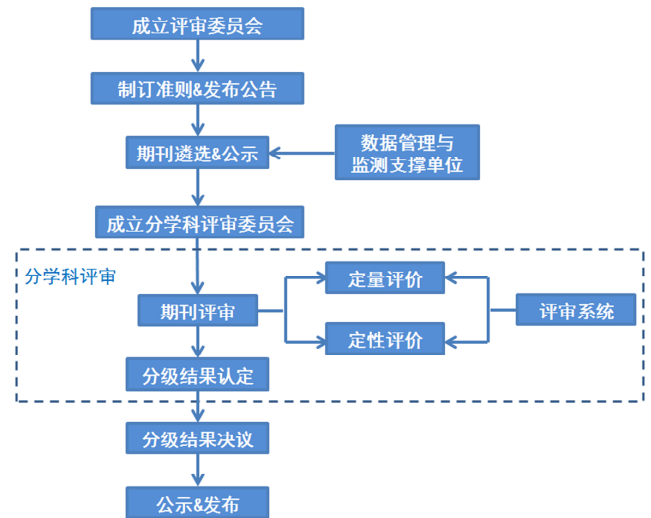 成立评审委员会
制订准则&发布公告
期刊遴选&公示
数据管理与
监测支撑单位
成立分学科评审委员会
分学科评审
定量评价
期刊评审
评审系统
定性评价
分级结果认定
分级结果决议
公示&发布